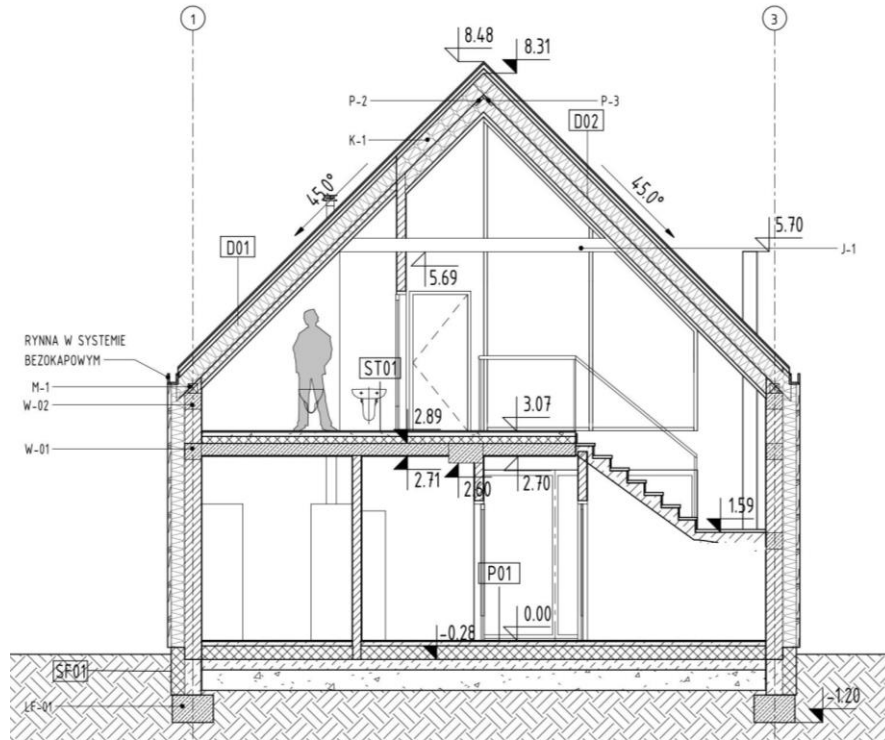 1
3
8.48
8.31
P-2
P-3
D02
K-1
45.0°
45.0°
5.70
D01
J-1
5.69
RYNNA W SYSTEMIE
BEZOKAPOWYM
ST01
M-1
W-02
2.89
3.07
W-01
2.71
2.60
2.70
1.59
P01
0.00
-0.28
SF01
LF-01
-1.20